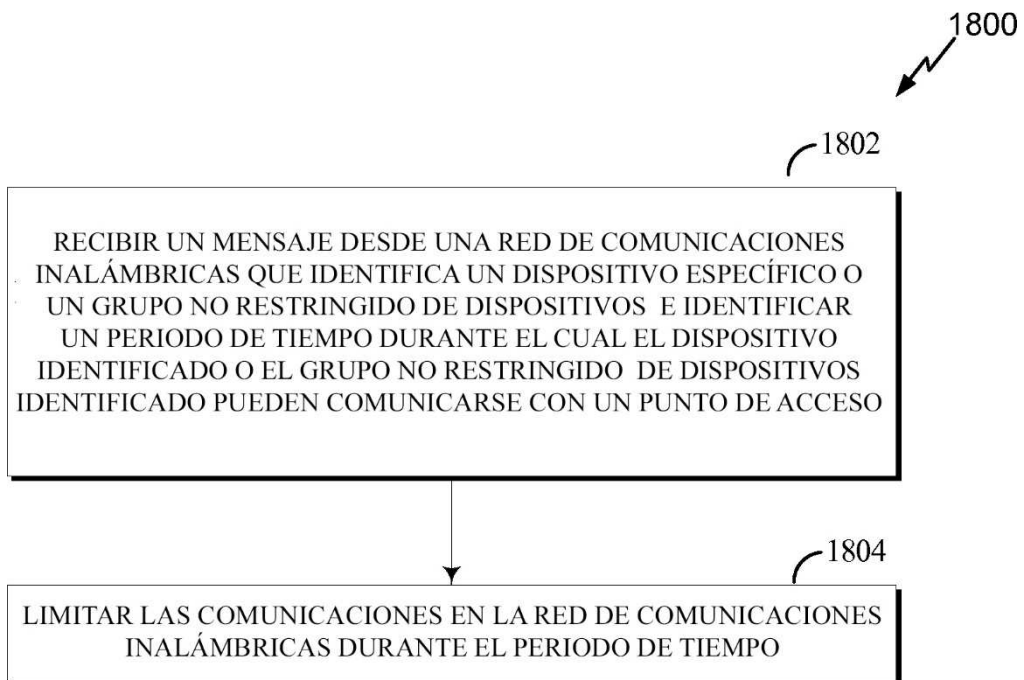 1800
1802
RECIBIR UN MENSAJE DESDE UNA RED DE COMUNICACIONES
INALÁMBRICAS QUE IDENTIFICA UN DISPOSITIVO ESPECÍFICO O
UN GRUPO NO RESTRINGIDO DE DISPOSITIVOS E IDENTIFICAR
UN PERIODO DE TIEMPO DURANTE EL CUAL EL DISPOSITIVO
IDENTIFICADO O EL GRUPO NO RESTRINGIDO DE DISPOSITIVOS
IDENTIFICADO PUEDEN COMUNICARSE CON UN PUNTO DE ACCESO
1804
LIMITAR LAS COMUNICACIONES EN LA RED DE COMUNICACIONES
INALÁMBRICAS DURANTE EL PERIODO DE TIEMPO